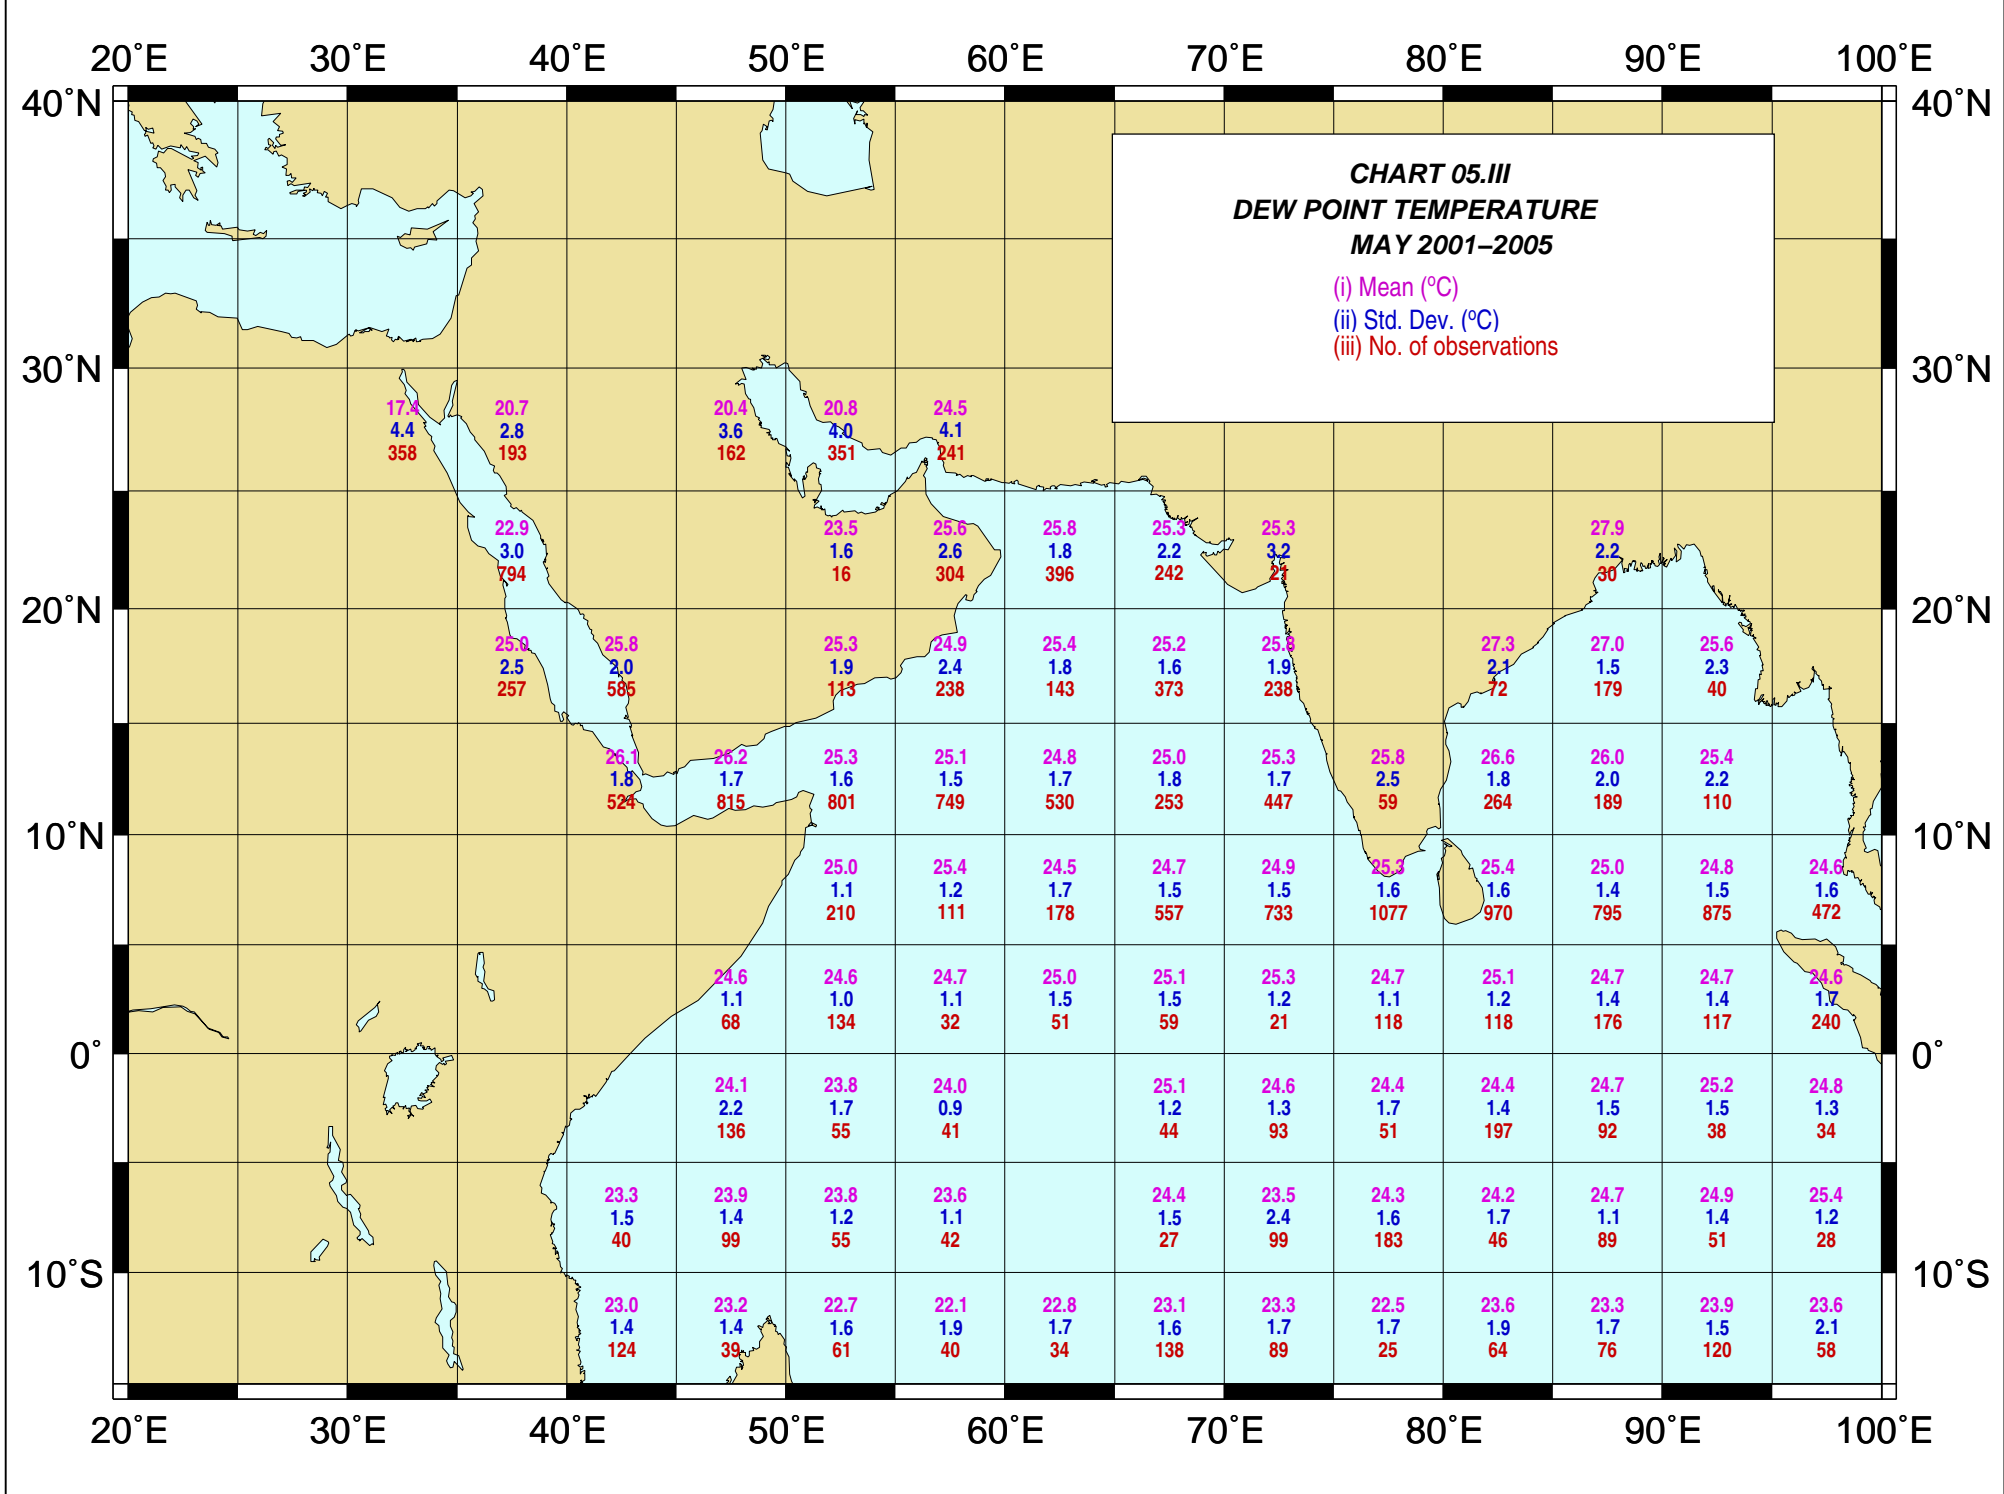 20°E 30°E 40°E 50°E 60°E 70°E 80°E 90°E 100°E
40°N 40°N
CHART 05.III
DEW POINT TEMPERATURE
MAY 2001–2005
(i) Mean (ºC)
(ii) Std. Dev. (ºC)
(iii) No. of observations
30°N 30°N
17.4 20.7 20.4 20.8 24.5
4.4 2.8 3.6 4.0 4.1
358 193 162 351 241
22.9 23.5 25.6 25.8 25.3 25.3 27.9
3.0 1.6 2.6 1.8 2.2 3.2 2.2
794 16 304 396 242 21 30
20°N 20°N
25.0 25.8 25.3 24.9 25.4 25.2 25.8 27.3 27.0 25.6
2.5 2.0 1.9 2.4 1.8 1.6 1.9 2.1 1.5 2.3
257 585 113 238 143 373 238 72 179 40
26.1 26.2 25.3 25.1 24.8 25.0 25.3 25.8 26.6 26.0 25.4
1.8 1.7 1.6 1.5 1.7 1.8 1.7 2.5 1.8 2.0 2.2
524 815 801 749 530 253 447 59 264 189 110
10°N 10°N
25.0 25.4 24.5 24.7 24.9 25.3 25.4 25.0 24.8 24.6
1.1 1.2 1.7 1.5 1.5 1.6 1.6 1.4 1.5 1.6
210 111 178 557 733 1077 970 795 875 472
24.6 24.6 24.7 25.0 25.1 25.3 24.7 25.1 24.7 24.7 24.6
1.1 1.0 1.1 1.5 1.5 1.2 1.1 1.2 1.4 1.4 1.7
68 134 32 51 59 21 118 118 176 117 240
0° 0°
24.1 23.8 24.0 25.1 24.6 24.4 24.4 24.7 25.2 24.8
2.2 1.7 0.9 1.2 1.3 1.7 1.4 1.5 1.5 1.3
136 55 41 44 93 51 197 92 38 34
23.3 23.9 23.8 23.6 24.4 23.5 24.3 24.2 24.7 24.9 25.4
1.5 1.4 1.2 1.1 1.5 2.4 1.6 1.7 1.1 1.4 1.2
40 99 55 42 27 99 183 46 89 51 28
10°S 10°S
23.0 23.2 22.7 22.1 22.8 23.1 23.3 22.5 23.6 23.3 23.9 23.6
1.4 1.4 1.6 1.9 1.7 1.6 1.7 1.7 1.9 1.7 1.5 2.1
124 39 61 40 34 138 89 25 64 76 120 58
20°E 30°E 40°E 50°E 60°E 70°E 80°E 90°E 100°E